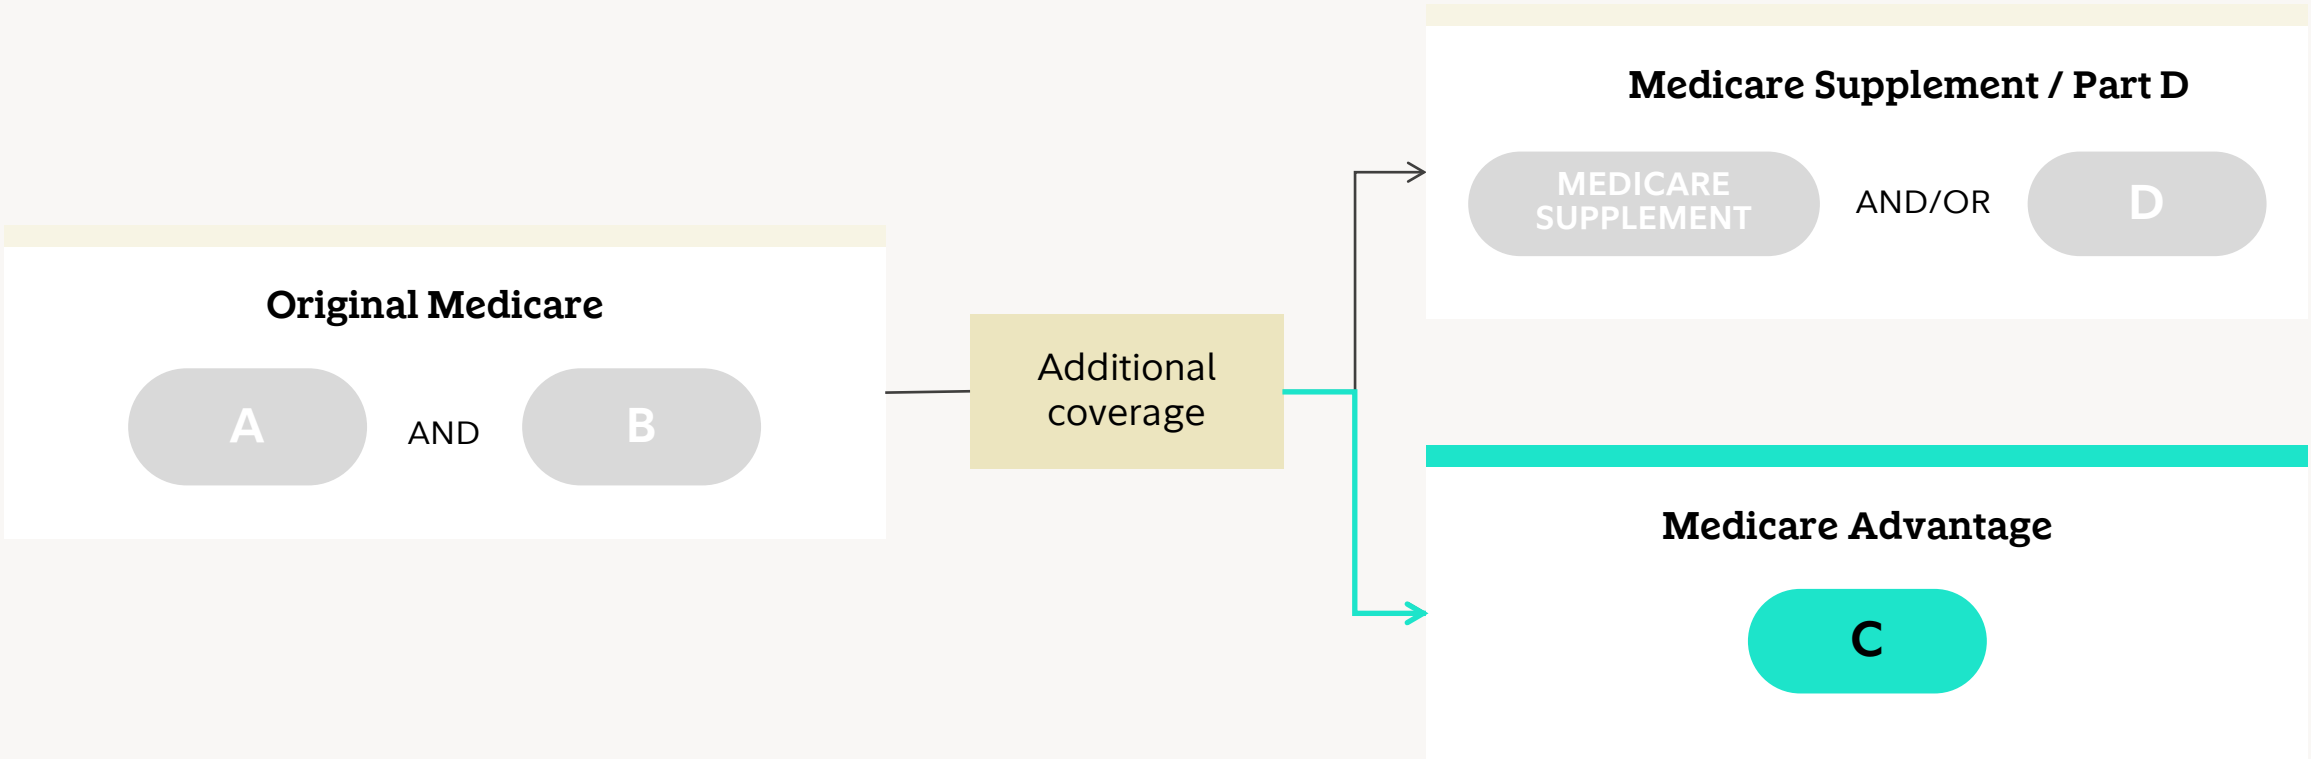 Original Medicare
A AND B
Additional
coverage
Medicare Supplement / Part D
MEDICARE
SUPPLEMENT
AND/OR
D
Medicare Advantage
C